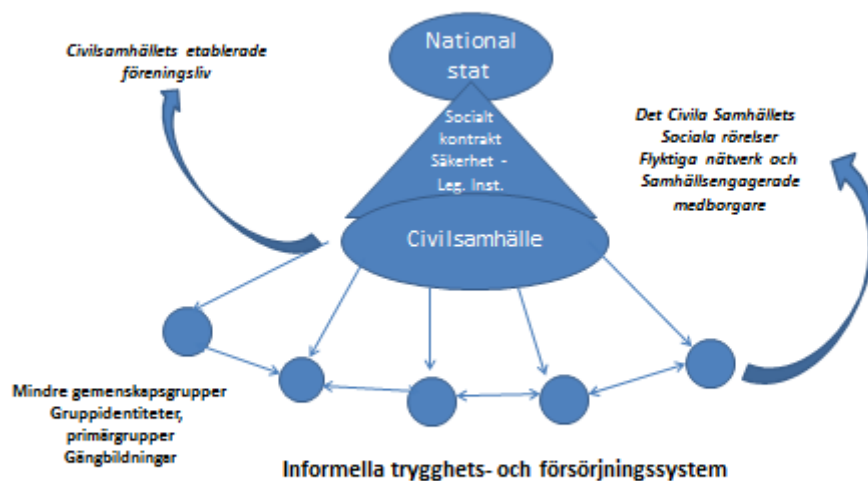 National
stat
Civilsamhällets etablerade
föreningsliv
Socialt
kontrakt
Säkerhet -
Leg. Inst.
Det Civila Samhällets
Sociala rörelser
Flyktiga nätverk och
Samhällsengagerade
medborgare
Civilsamhälle
Mindre gemenskapsgrupper
Gruppidentiteter,
primärgrupper
Gängbildningar
Informella trygghets- och försörjningssystem